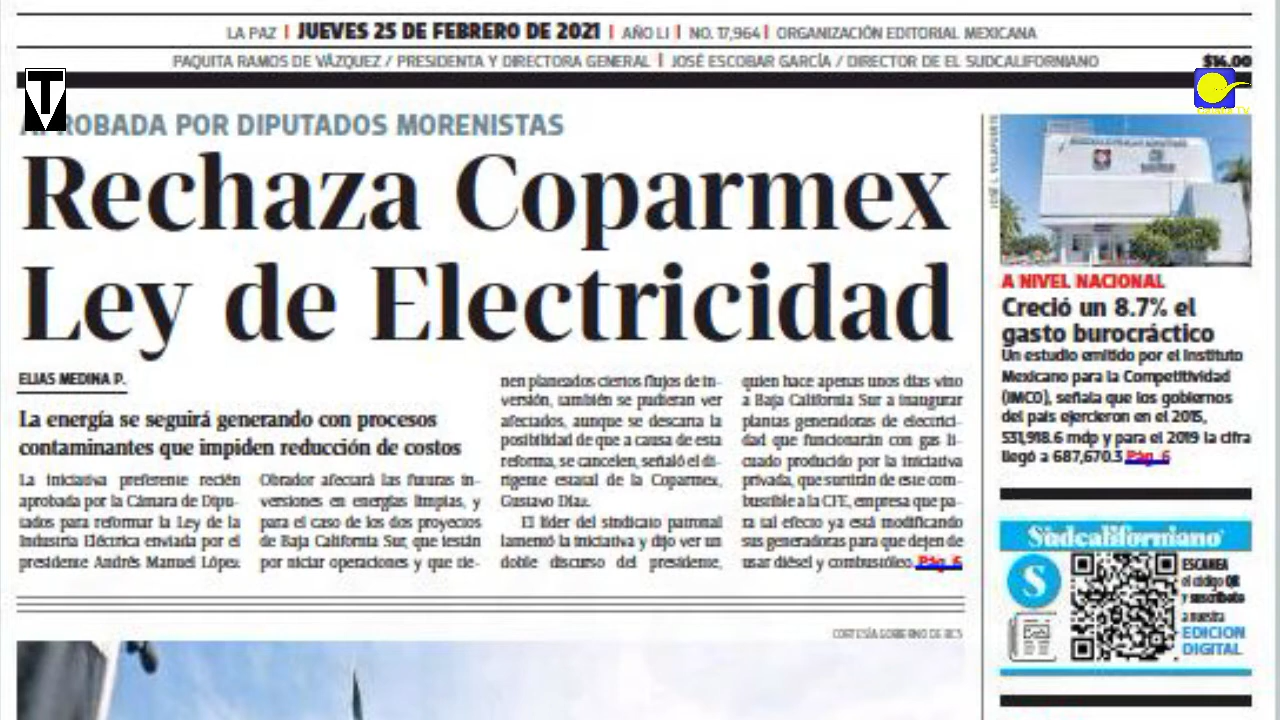 LA PAZ | JUEVES 25 DE FEBRERO DE 2021 | AÑO LI | NO. 17,964 | ORGANIZACIÓN EDITORIAL MEXICANA
PAQUITA RAMOS DE VÁZQUEZ / PRESIDENTA Y DIRECTORA GENERAL | JOSÉ ESCOBAR GARCÍA / DIRECTOR DE EL SUDCALIFORNIANO
$14.00
APROBADA POR DIPUTADOS MORENISTAS
Rechaza Coparmex
Ley de Electricidad
ELIAS MEDINA P.
La energía se seguirá generando con procesos
contaminantes que impiden reducción de costos
La iniciativa preferente recién
aprobada por la Cámara de Dipu-
tados para reformar la Ley de la
Industria Eléctrica enviada por el
presidente Andrés Manuel López
Obrador afectará las futuras in-
versiones en energías limpias, y
para el caso de los dos proyectos
de Baja California Sur, que están
por niciar operaciones y que tie-
nen planeados ciertos flujos de in-
versión, también se pudieran ver
afectados, aunque se descarta la
posibilidad de que a causa de esta
reforma, se cancelen, señaló el di-
rigente estatal de la Coparmex,
Gustavo Díaz.
El líder del sindicato patronal
lamentó la iniciativa y dijo ver un
doble discurso del presidente,
quien hace apenas unos días vino
a Baja California Sur a inaugurar
plantas generadoras de electrici-
dad que funcionarán con gas li-
cuado producido por la iniciativa
privada, que surtirán de este com-
bustible a la CFE, empresa que pa-
ra tal efecto ya está modificando
sus generadoras para que dejen de
usar diésel y combustóleo. Pág. 6
CORTESÍA GOBIERNO DE BCS
JOSÉ L. VILLAFUERTE
A NIVEL NACIONAL
Creció un 8.7% el
gasto burocráctico
Un estudio emitido por el Instituto
Mexicano para la Competitividad
(IMCO), señala que los gobiernos
del país ejercieron en el 2015,
531,918.6 mdp y para el 2019 la cifra
llegó a 687,670.3 Pág. 6
Sudcaliforniano
S
ESCANEA
el código QR
y suscríbete
a nuestra
EDICION
DIGITAL